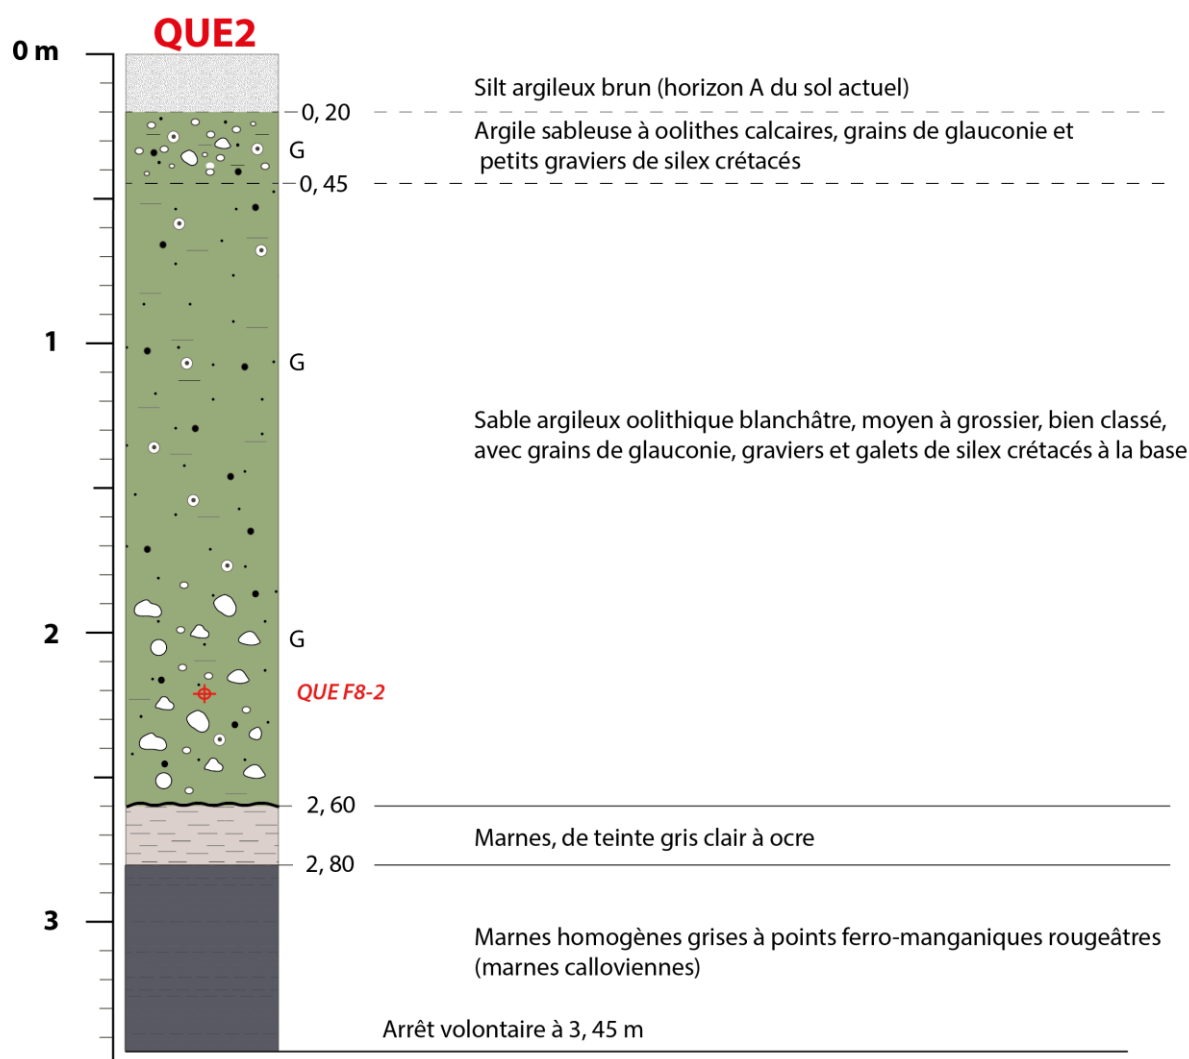 QUE2
0 m
Silt argileux brun (horizon A du sol actuel)
0, 20
Argile sableuse à oolithes calcaires, grains de glauconie et
petits graviers de silex crétacés
G
0, 45
1
G
Sable argileux oolithique blanchâtre, moyen à grossier, bien classé,
avec grains de glauconie, graviers et galets de silex crétacés à la base
2
G
QUE F8-2
2, 60
Marnes, de teinte gris clair à ocre
2, 80
3
Marnes homogènes grises à points ferro-manganiques rougeâtres
(marnes calloviennes)
Arrêt volontaire à 3, 45 m